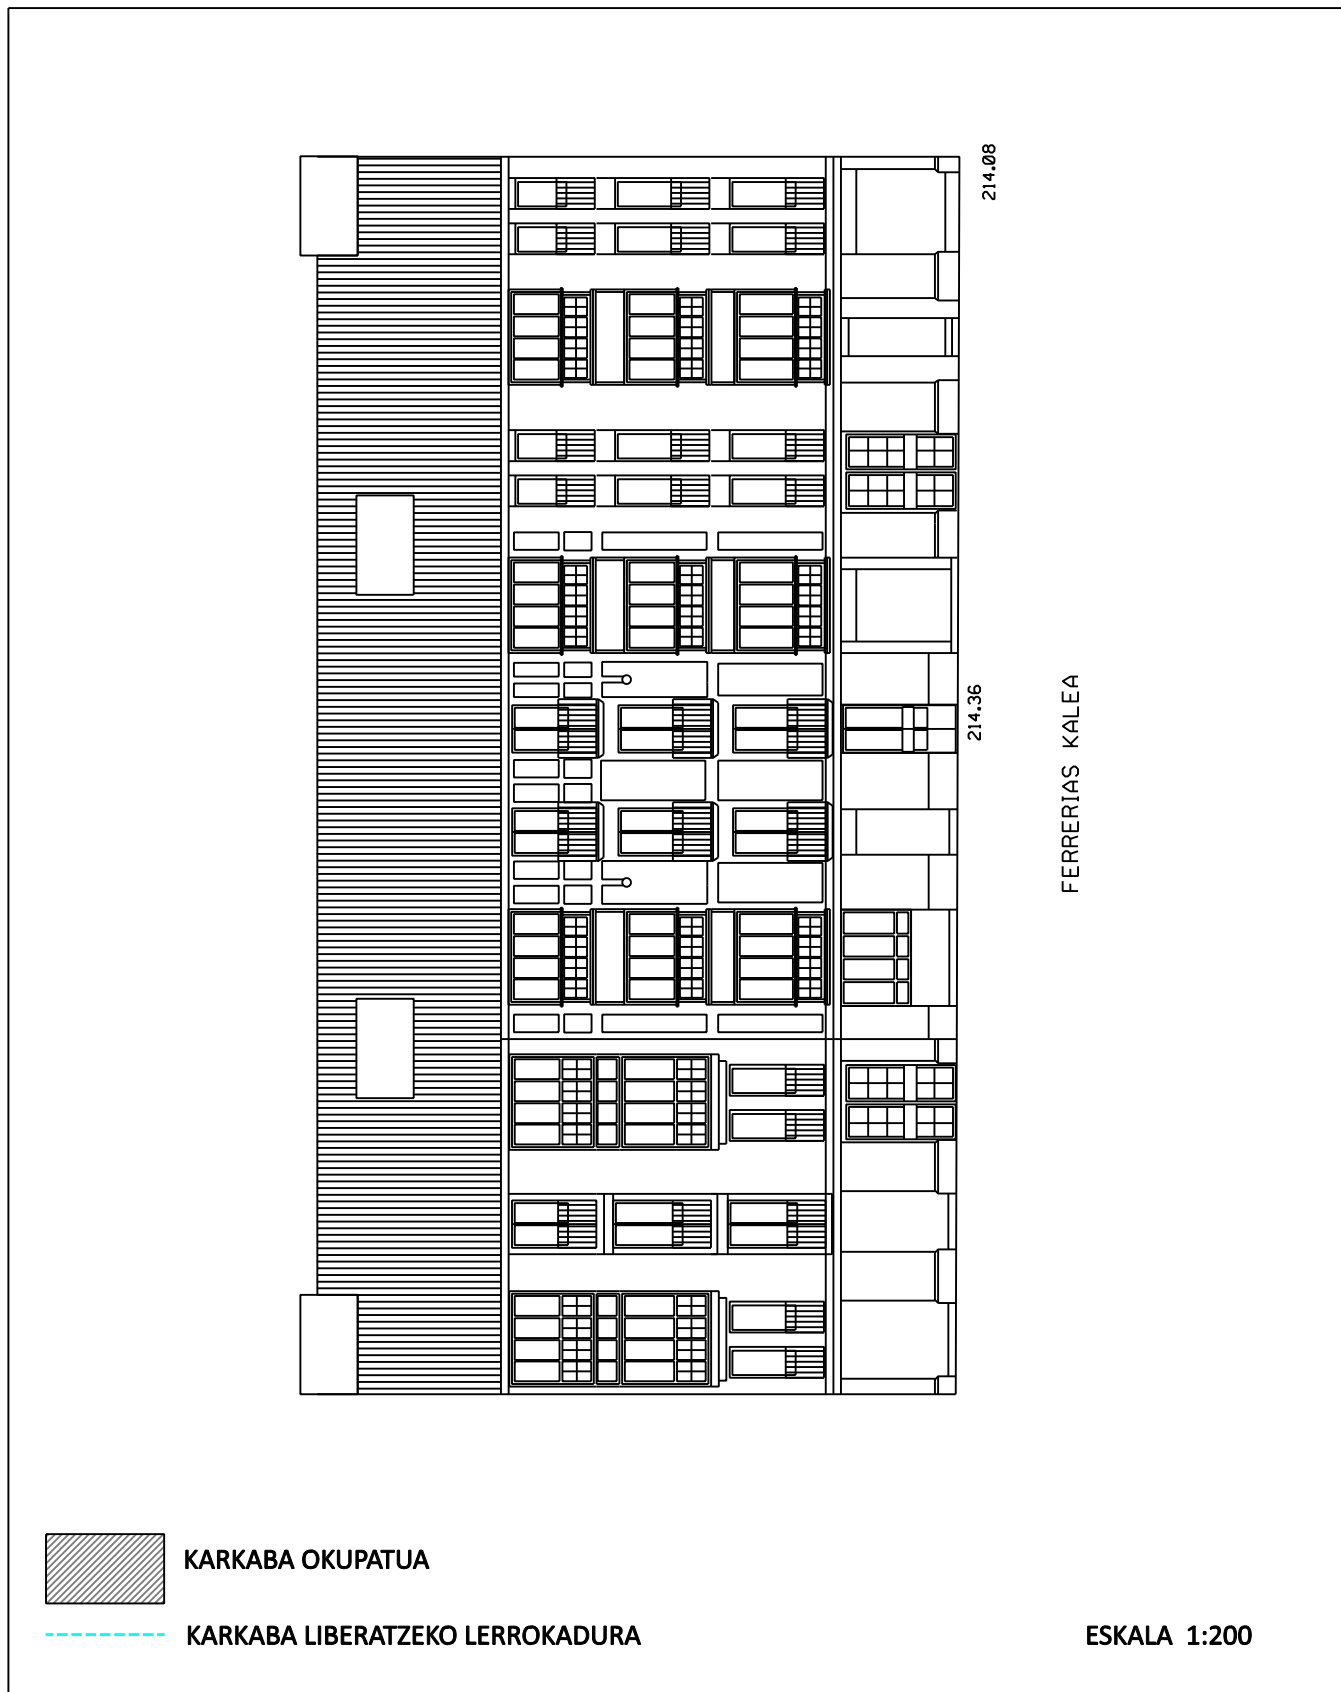 214.08
214.36
FERRERIAS KALEA
KARKABA OKUPATUA
KARKABA LIBERATZEKO LERROKADURA
ESKALA 1:200